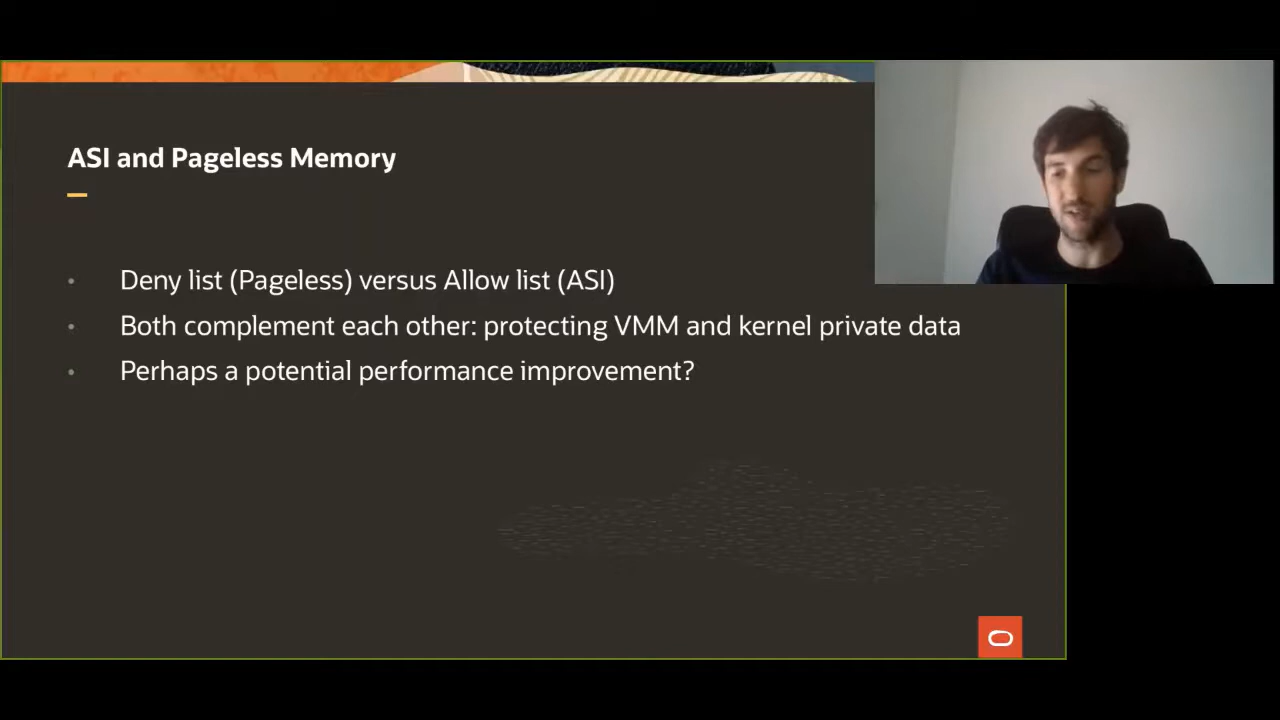 ASI and Pageless Memory
• Deny list (Pageless) versus Allow list (ASI)
• Both complement each other: protecting VMM and kernel private data
• Perhaps a potential performance improvement?